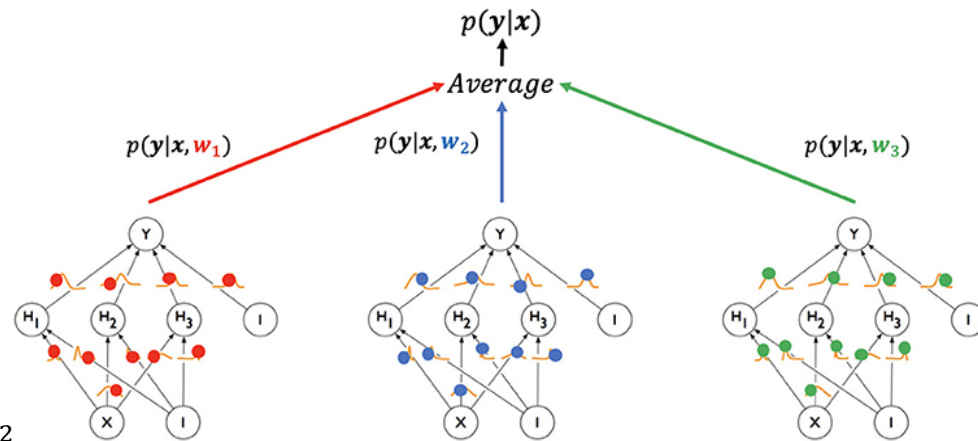 p(y|x)
Average
p(y|x, w₁) p(y|x, w₂) p(y|x, w₃)
Y Y Y
H₁ H₂ H₃ I H₁ H₂ H₃ I H₁ H₂ H₃ I
X I X I X I
2